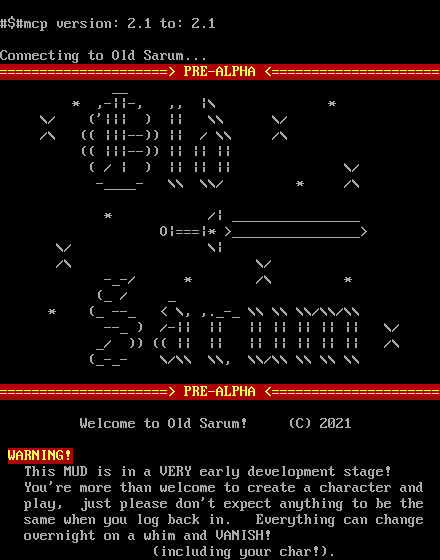 #$#mcp version: 2.1 to: 2.1
Connecting to Old Sarum...
=====================> PRE-ALPHA <=====================
Old
Sarum
=====================> PRE-ALPHA <=====================
Welcome to Old Sarum! (C) 2021
WARNING!
This MUD is in a VERY early development stage!
You're more than welcome to create a character and
play, just please don't expect anything to be the
same when you log back in. Everything can change
overnight on a whim and VANISH!
(including your char!).